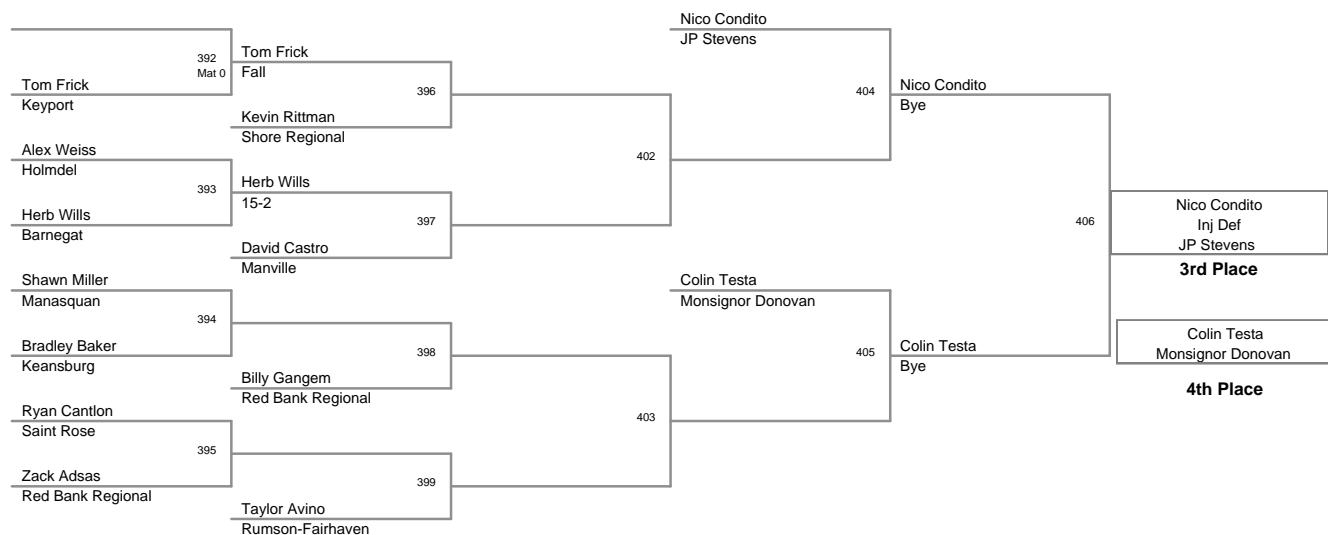 Nico Condito
JP Stevens
392
Mat 0
Tom Frick
Fall
Tom Frick
Keyport
396
404
Nico Condito
Bye
Kevin Rittman
Shore Regional
Alex Weiss
Holmdel
402
393
Herb Wills
15-2
Herb Wills
Barnegat
397
406
Nico Condito
Inj Def
JP Stevens
3rd Place
David Castro
Manville
Shawn Miller
Manasquan
Colin Testa
Monsignor Donovan
394
Colin Testa
Monsignor Donovan
4th Place
Bradley Baker
Keansburg
398
405
Colin Testa
Bye
Billy Gangem
Red Bank Regional
Ryan Cantlon
Saint Rose
403
395
Zack Adsas
Red Bank Regional
399
Taylor Avino
Rumson-Fairhaven